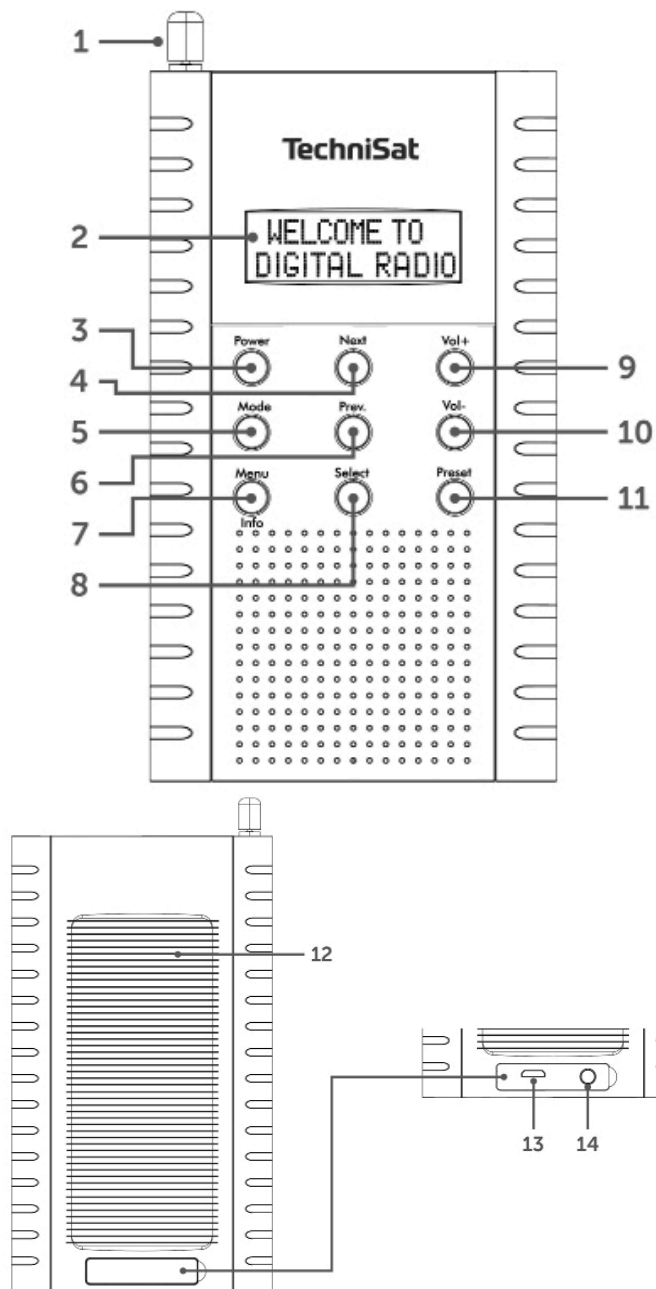 1
TechniSat
2
WELCOME TO
DIGITAL RADIO
Power Next Vol+
3
4
9
Mode Prev. Vol-
5
10
6
Menu Select Preset
7
11
Info
8
12
13 14